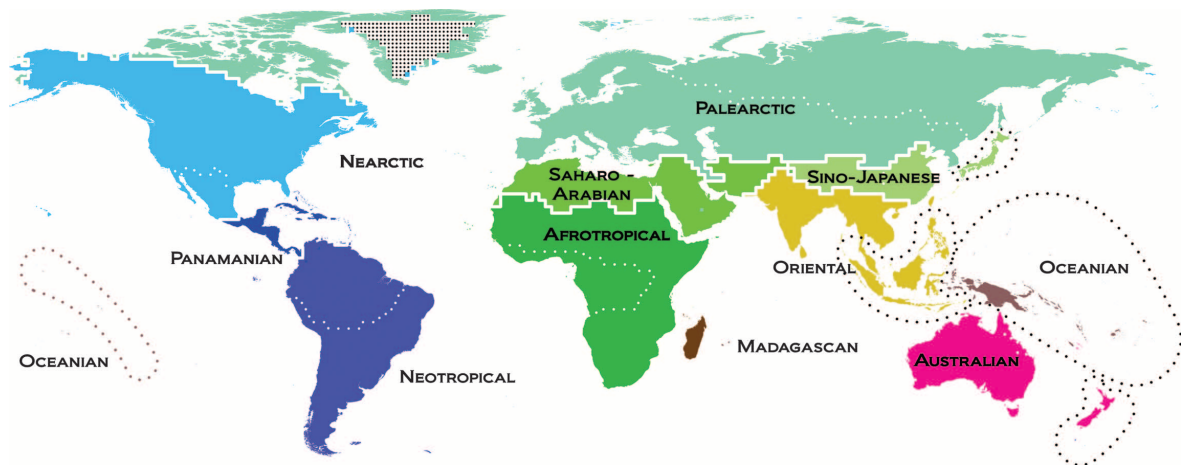 PALEARCTIC
NEARCTIC
SAHARO -
ARABIAN
SINO-JAPANESE
AFROTROPICAL
PANAMANIAN
ORIENTAL
OCEANIAN
OCEANIAN
MADAGASCAN
AUSTRALIAN
NEOTROPICAL